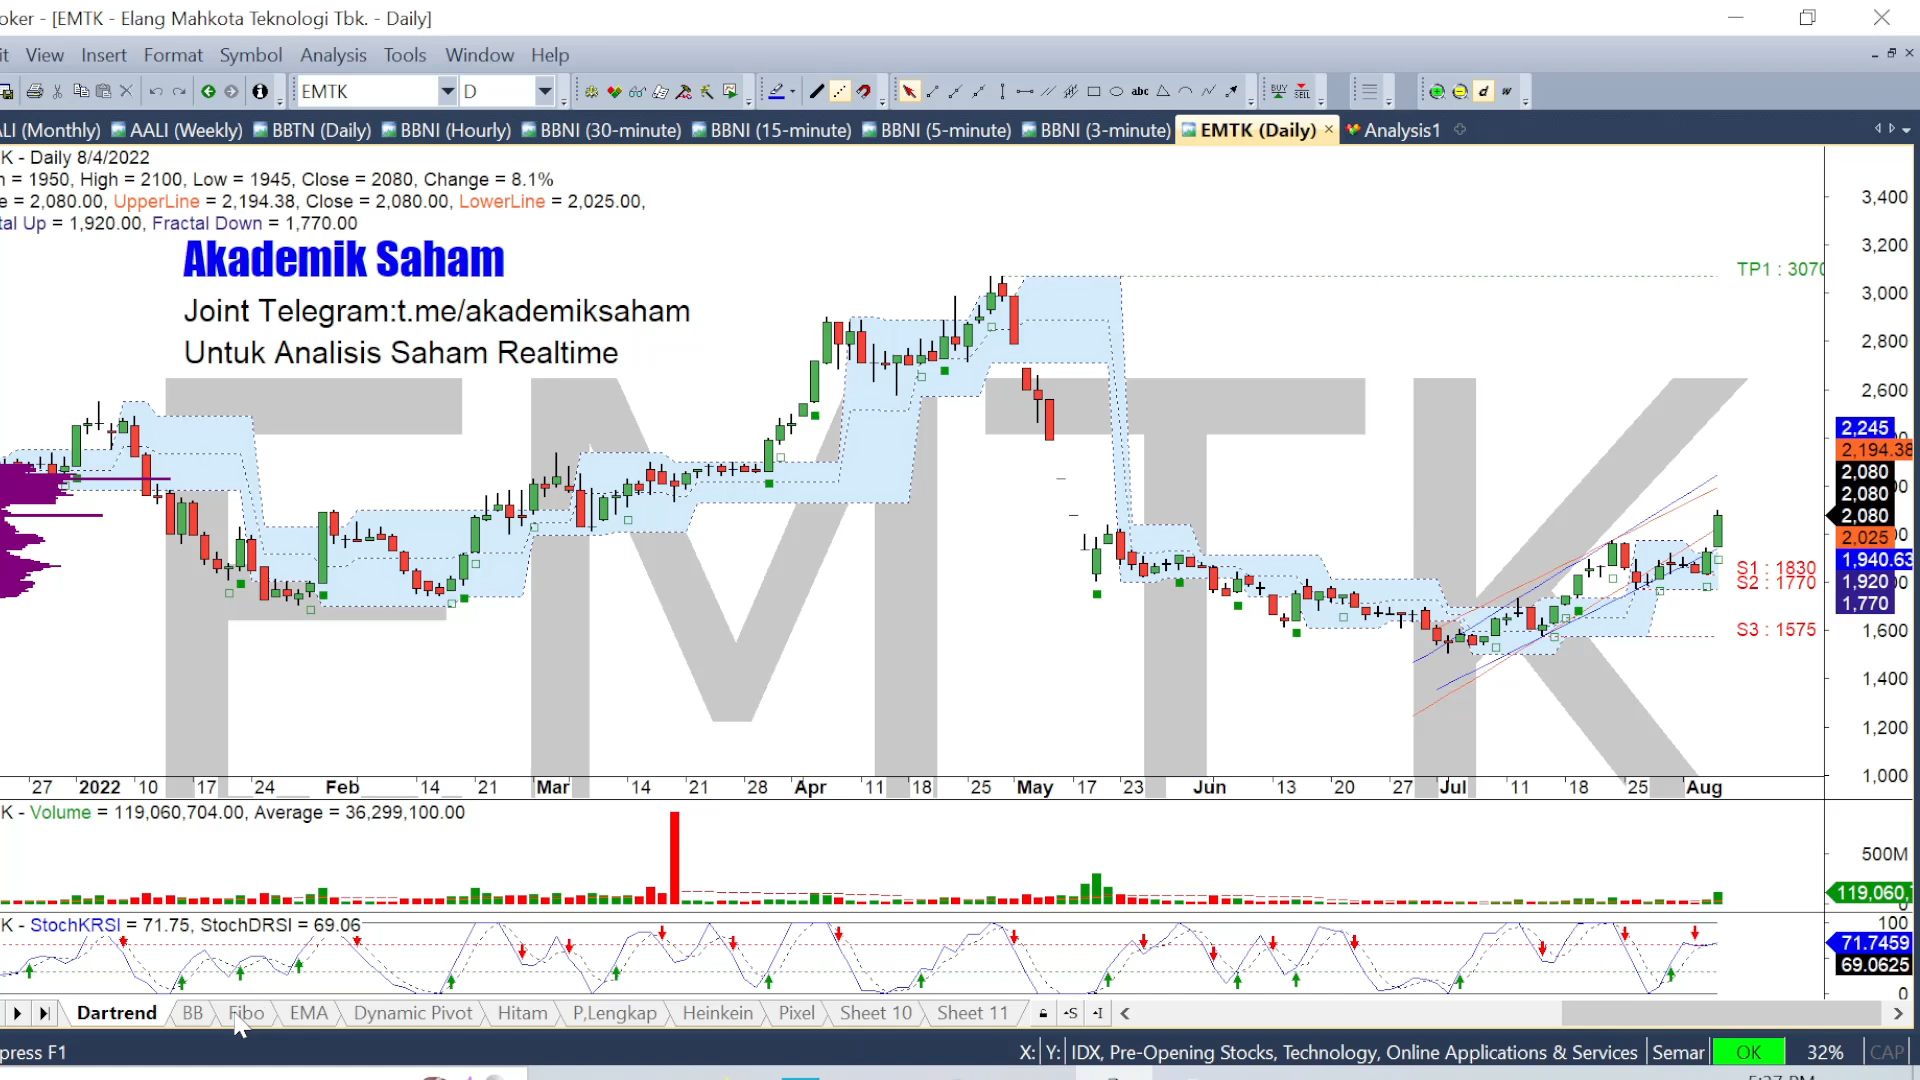 oker - [EMTK - Elang Mahkota Teknologi Tbk. - Daily]
it View Insert Format Symbol Analysis Tools Window Help
EMTK D abc BUY SELL d w
ALI (Monthly) AALI (Weekly) BBTN (Daily) BBNI (Hourly) BBNI (30-minute) BBNI (15-minute) BBNI (5-minute) BBNI (3-minute) EMTK (Daily) × Analysis1
K - Daily 8/4/2022
n = 1950, High = 2100, Low = 1945, Close = 2080, Change = 8.1%
e = 2,080.00, UpperLine = 2,194.38, Close = 2,080.00, LowerLine = 2,025.00,
tal Up = 1,920.00, Fractal Down = 1,770.00
Akademik Saham
Joint Telegram:t.me/akademiksaham
Untuk Analisis Saham Realtime
EMTK
TP1 : 3070
S1 : 1830
S2 : 1770
S3 : 1575
3,400
3,200
3,000
2,800
2,600
2,245
2,194.38
2,080
2,080
2,080
2,025
1,940.63
1,920
1,770
1,600
1,400
1,200
1,000
27 2022 10 17 24 Feb 14 21 Mar 14 21 28 Apr 11 18 25 May 17 23 Jun 13 20 27 Jul 11 18 25 Aug
K - Volume = 119,060,704.00, Average = 36,299,100.00
500M
119,060,
0
K - StochKRSI = 71.75, StochDRSI = 69.06
100
71.7459
69.0625
0
Dartrend BB Fibo EMA Dynamic Pivot Hitam P,Lengkap Heinkein Pixel Sheet 10 Sheet 11 -S -I
press F1 X: Y: IDX, Pre-Opening Stocks, Technology, Online Applications & Services Semar OK 32% CAP